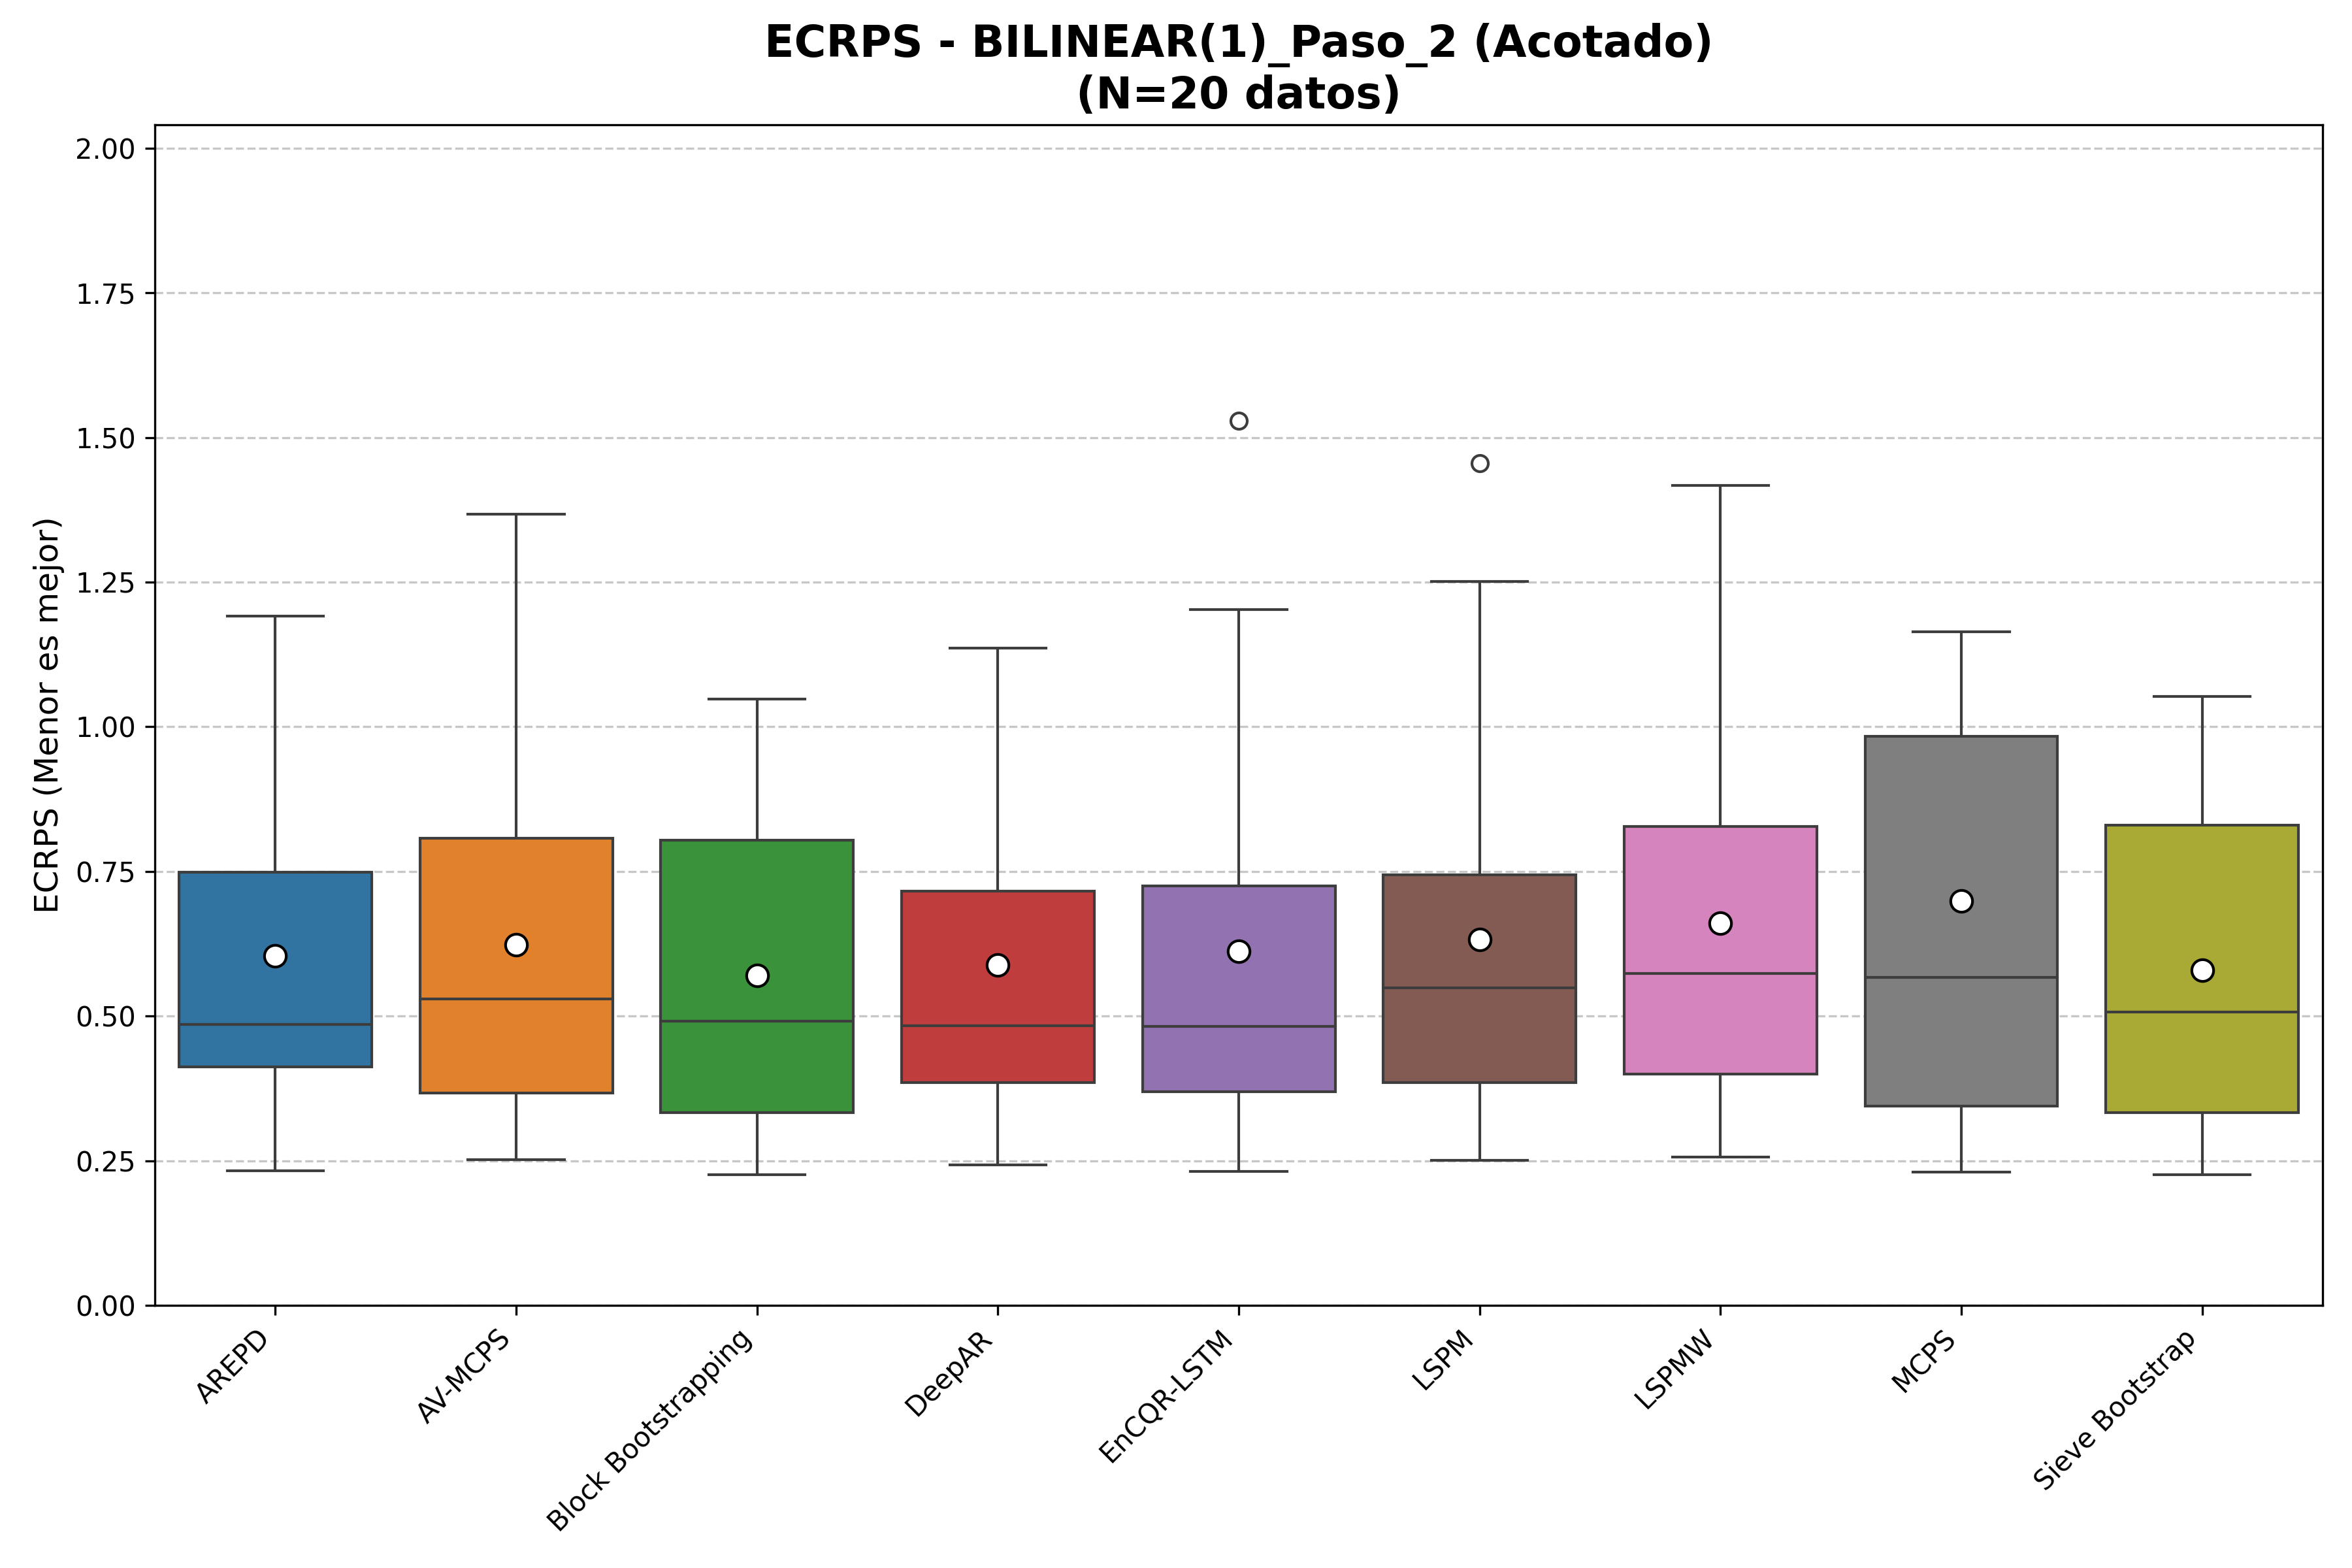 ECRPS - BILINEAR(1)_Paso_2 (Acotado)
(N=20 datos)
ECRPS (Menor es mejor)
2.00
1.75
1.50
1.25
1.00
0.75
0.50
0.25
0.00
AREPD
AV-MCPS
Block Bootstrapping
DeepAR
EnCQR-LSTM
LSPM
LSPMW
MCPS
Sieve Bootstrap